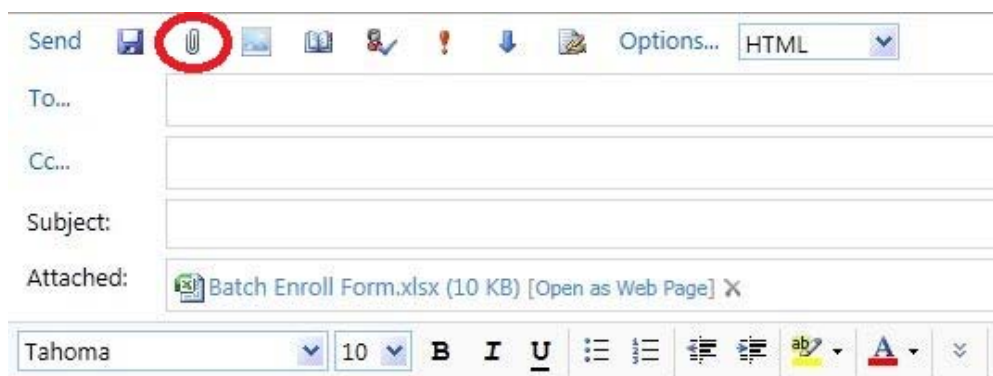 Send Options... HTML
To...
Cc...
Subject:
Attached: Batch Enroll Form.xlsx (10 KB) [Open as Web Page]
Tahoma 10 B I U A